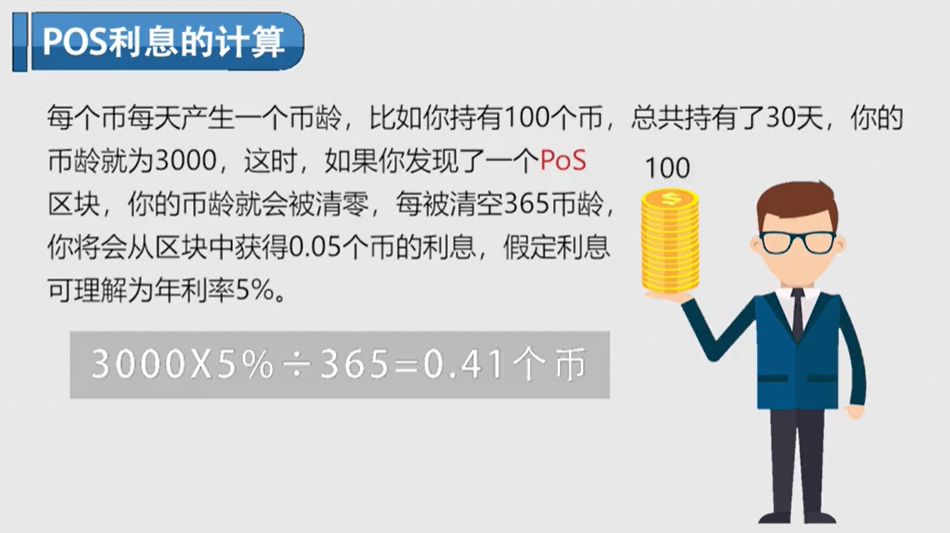 POS利息的计算
每个币每天产生一个币龄，比如你持有100个币，总共持有了30天，你的
币龄就为3000，这时，如果你发现了一个PoS
100
区块，你的币龄就会被清零，每被清空365币龄，
你将会从区块中获得0.05个币的利息，假定利息
可理解为年利率5%。
3000X5%÷365=0.41个币